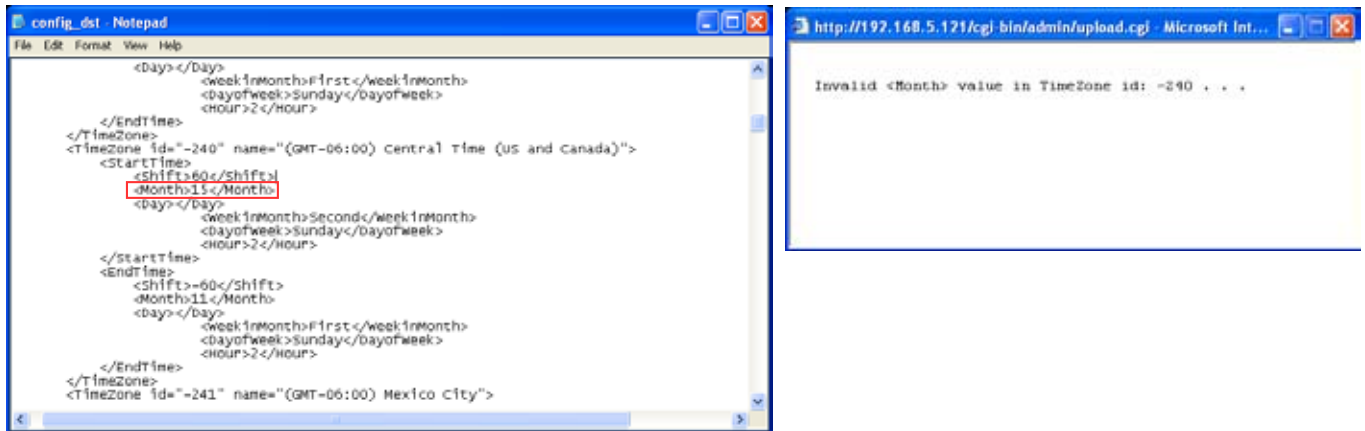 config_dst - Notepad
File Edit Format View Help
<Day></Day>
<WeekInMonth>First</WeekInMonth>
<DayofWeek>Sunday</DayofWeek>
<Hour>2</Hour>
</EndTime>
</TimeZone>
<TimeZone id="-240" name="(GMT-06:00) Central Time (US and Canada)">
<StartTime>
<Shift>60</Shift>
<Month>15</Month>
<Day></Day>
<WeekInMonth>Second</WeekInMonth>
<DayofWeek>Sunday</DayofWeek>
<Hour>2</Hour>
</StartTime>
<EndTime>
<Shift>-60</Shift>
<Month>11</Month>
<Day></Day>
<WeekInMonth>First</WeekInMonth>
<DayofWeek>Sunday</DayofWeek>
<Hour>2</Hour>
</EndTime>
</TimeZone>
<TimeZone id="-241" name="(GMT-06:00) Mexico City">
http://192.168.5.121/cgi-bin/admin/upload.cgi - Microsoft Int...
Invalid <Month> value in TimeZone id: -240 . . .